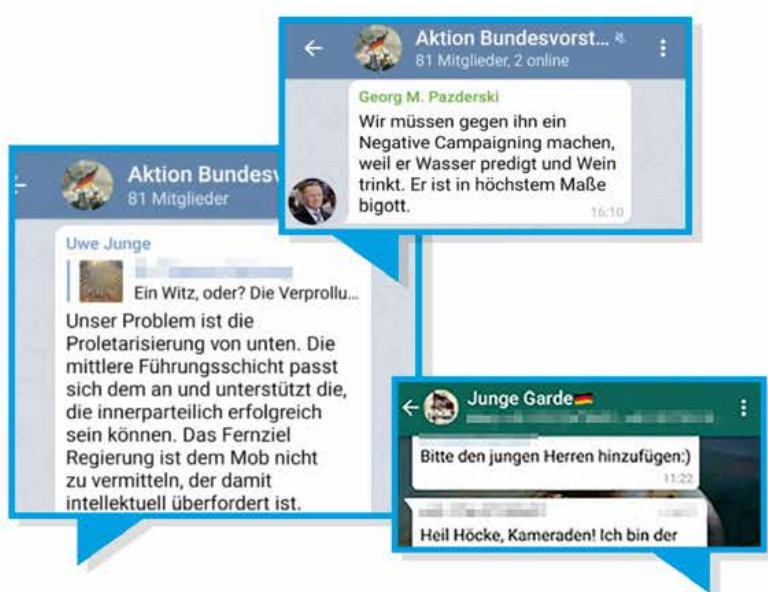 Aktion Bundesvorst...
81 Mitglieder, 2 online
Georg M. Pazderski
Wir müssen gegen ihn ein
Negative Campaigning machen,
weil er Wasser predigt und Wein
trinkt. Er ist in höchstem Maße
bigott.
16:10
Aktion Bundesv
81 Mitglieder
Uwe Junge
Ein Witz, oder? Die Verprollu...
Unser Problem ist die
Proletarisierung von unten. Die
mittlere Führungsschicht passt
sich dem an und unterstützt die,
die innerparteilich erfolgreich
sein können. Das Fernziel
Regierung ist dem Mob nicht
zu vermitteln, der damit
intellektuell überfordert ist.
Junge Garde
Bitte den jungen Herren hinzufügen:)
11:22
Heil Höcke, Kameraden! Ich bin der